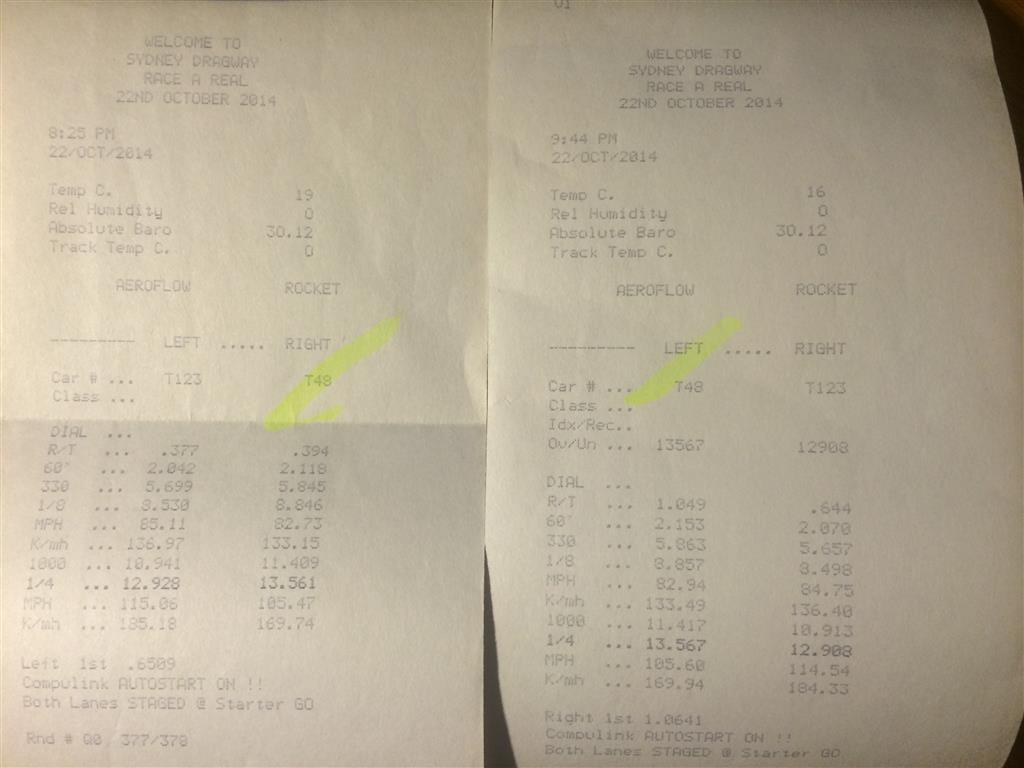 WELCOME TO
SYDNEY DRAGWAY
RACE A REAL
22ND OCTOBER 2014
8:25 PM
22/OCT/2014
Temp C. 19
Rel Humidity 0
Absolute Baro 30.12
Track Temp C. 0
AEROFLOW ROCKET
--------- LEFT ..... RIGHT
Car # ... T123 T48
Class ...
DIAL ...
R/T ... .377 .394
60' ... 2.042 2.118
330 ... 5.699 5.845
1/8 ... 8.530 8.846
MPH ... 85.11 82.73
K/mh ... 136.97 133.15
1000 ... 10.941 11.409
1/4 ... 12.928 13.561
MPH ... 115.06 105.47
K/mh ... 185.18 169.74
Left 1st .6509
Compulink AUTOSTART ON !!
Both Lanes STAGED @ Starter GO
Rnd # Q0 377/378
WELCOME TO
SYDNEY DRAGWAY
RACE A REAL
22ND OCTOBER 2014
9:44 PM
22/OCT/2014
Temp C. 16
Rel Humidity 0
Absolute Baro 30.12
Track Temp C. 0
AEROFLOW ROCKET
--------- LEFT ..... RIGHT
Car # ... T48 T123
Class ...
Idx/Rec..
Ov/Un ... 13567 12908
DIAL ...
R/T ... 1.049 .644
60' ... 2.153 2.070
330 ... 5.863 5.657
1/8 ... 8.857 8.498
MPH ... 82.94 84.75
K/mh ... 133.49 136.40
1000 ... 11.417 10.913
1/4 ... 13.567 12.908
MPH ... 105.60 114.54
K/mh ... 169.94 184.33
Right 1st 1.0641
Compulink AUTOSTART ON !!
Both Lanes STAGED @ Starter GO